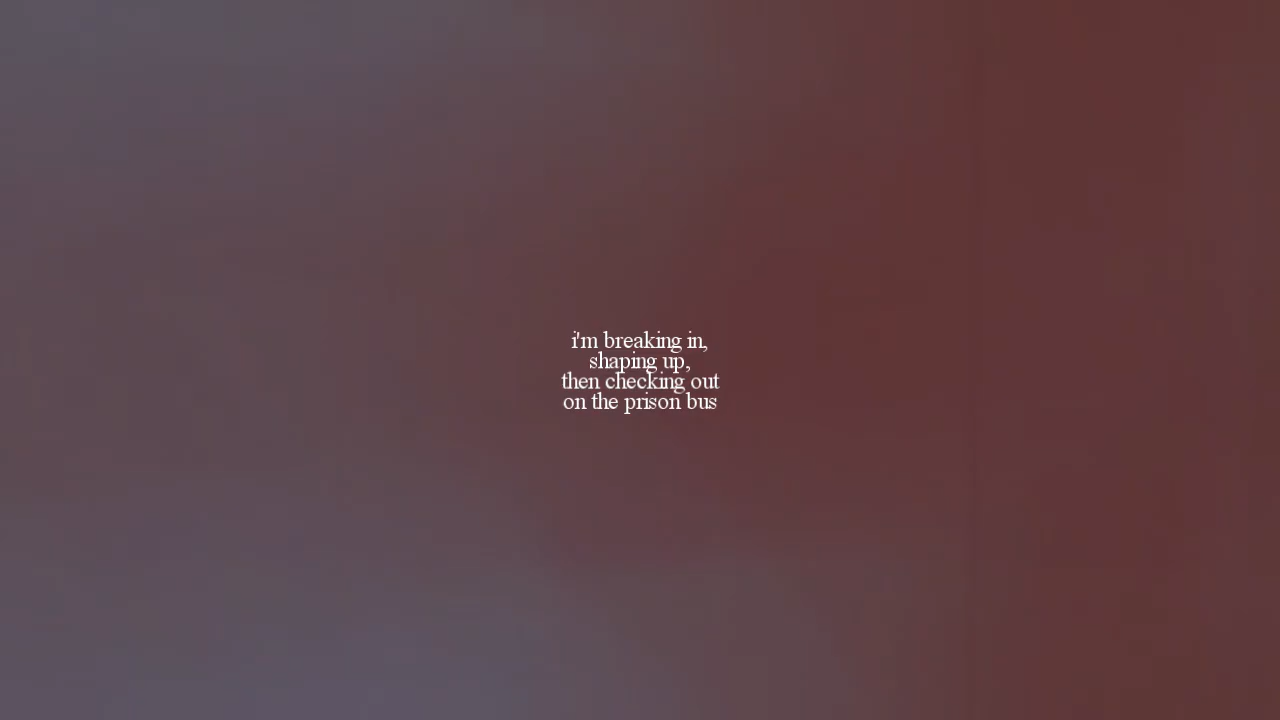 i'm breaking in,
shaping up,
then checking out
on the prison bus